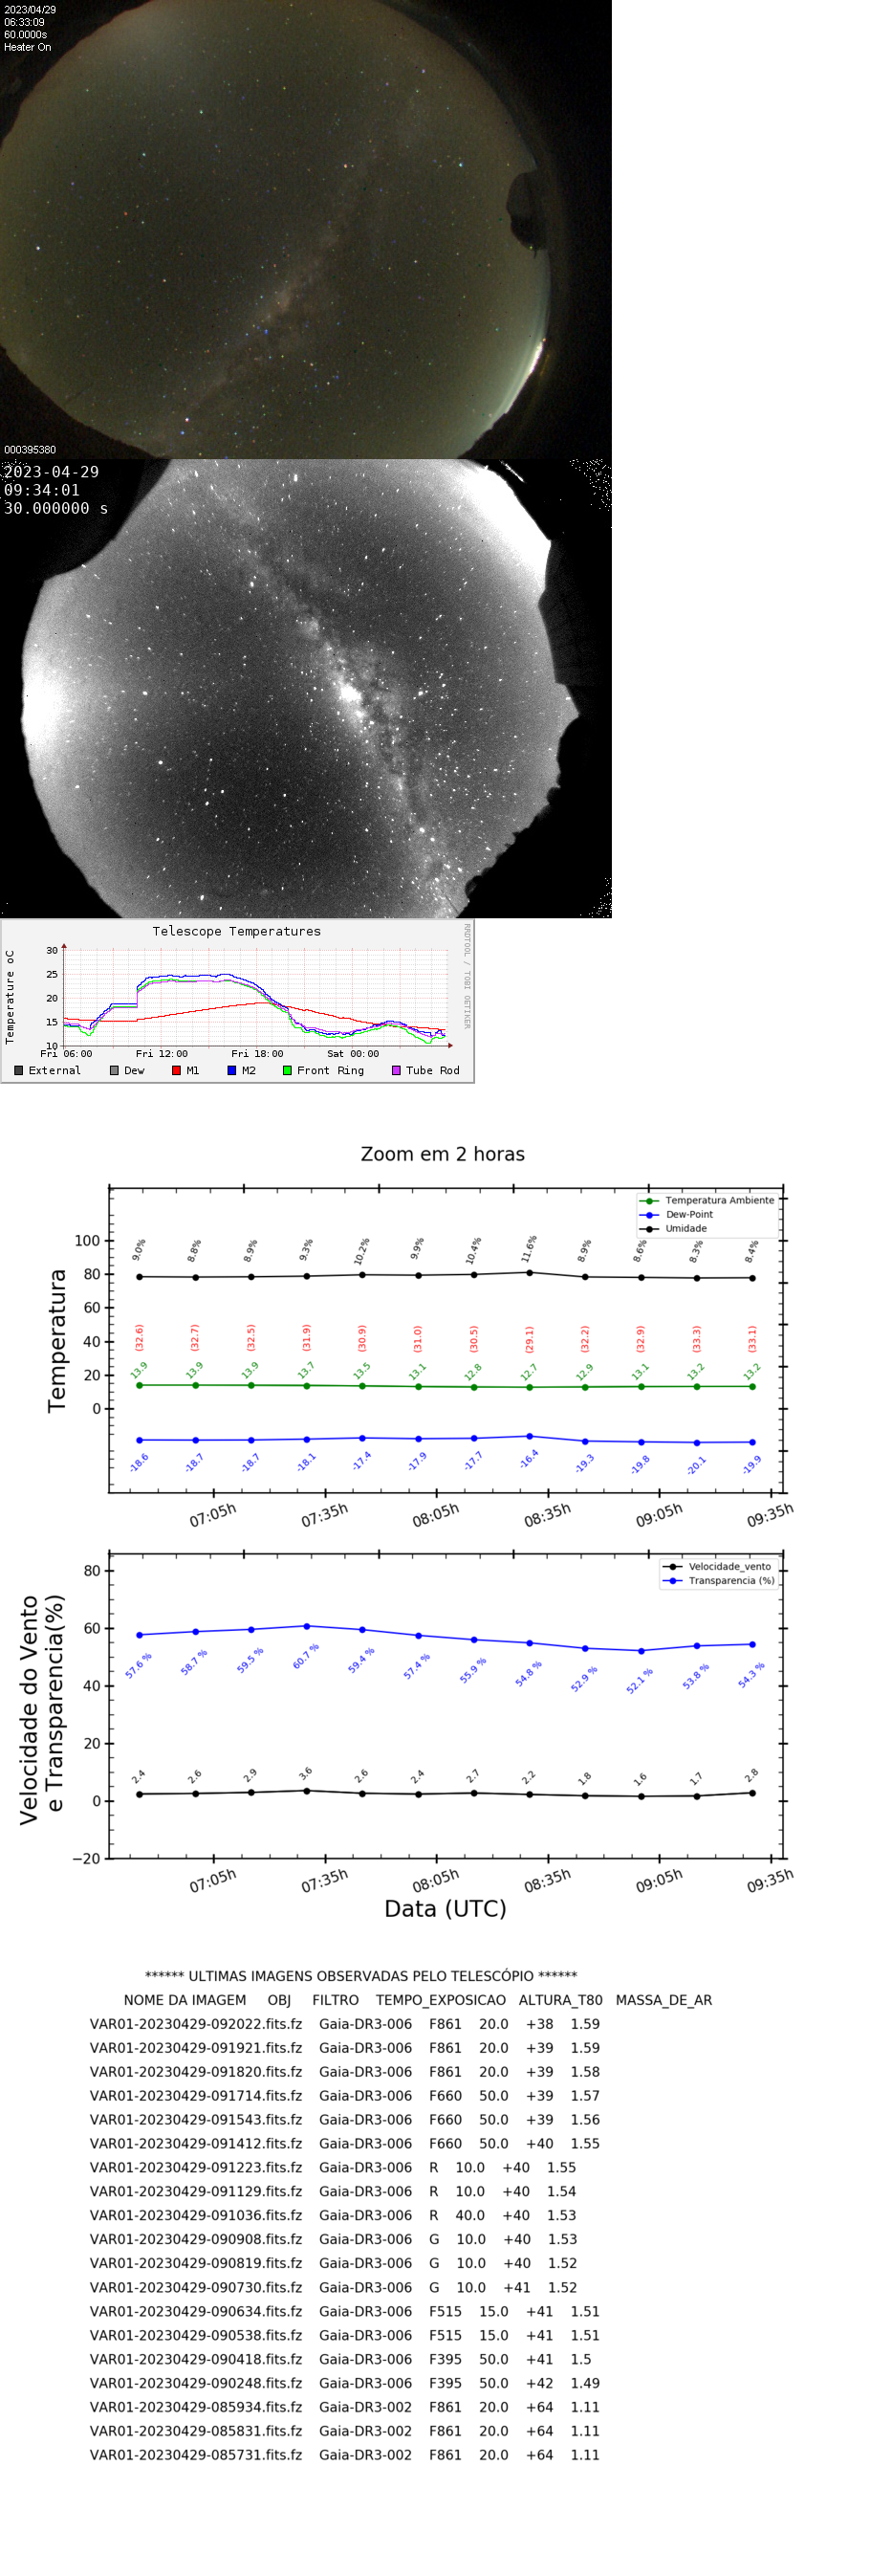 2023/04/29
06:33:09
60.0000s
Heater On
000395380
2023-04-29
09:34:01
30.000000 s
Telescope Temperatures
RRDTOOL / TOBI OETIKER
Temperature oC
30
25
20
15
10
Fri 06:00 Fri 12:00 Fri 18:00 Sat 00:00
External Dew M1 M2 Front Ring Tube Rod
Zoom em 2 horas
Temperatura Ambiente
Dew-Point
Umidade
Temperatura
100
80
60
40
20
0
9.0% 8.8% 8.9% 9.3% 10.2% 9.9% 10.4% 11.6% 8.9% 8.6% 8.3% 8.4%
(32.6) (32.7) (32.5) (31.9) (30.9) (31.0) (30.5) (29.1) (32.2) (32.9) (33.3) (33.1)
13.9 13.9 13.9 13.7 13.5 13.1 12.8 12.7 12.9 13.1 13.2 13.2
-18.6 -18.7 -18.7 -18.1 -17.4 -17.9 -17.7 -16.4 -19.3 -19.8 -20.1 -19.9
07:05h 07:35h 08:05h 08:35h 09:05h 09:35h
Velocidade_vento
Transparencia (%)
Velocidade do Vento
e Transparencia(%)
80
60
40
20
0
−20
57.6 % 58.7 % 59.5 % 60.7 % 59.4 % 57.4 % 55.9 % 54.8 % 52.9 % 52.1 % 53.8 % 54.3 %
2.4 2.6 2.9 3.6 2.6 2.4 2.7 2.2 1.8 1.6 1.7 2.8
07:05h 07:35h 08:05h 08:35h 09:05h 09:35h
Data (UTC)
****** ULTIMAS IMAGENS OBSERVADAS PELO TELESCÓPIO ******
NOME DA IMAGEM OBJ FILTRO TEMPO_EXPOSICAO ALTURA_T80 MASSA_DE_AR
VAR01-20230429-092022.fits.fz Gaia-DR3-006 F861 20.0 +38 1.59
VAR01-20230429-091921.fits.fz Gaia-DR3-006 F861 20.0 +39 1.59
VAR01-20230429-091820.fits.fz Gaia-DR3-006 F861 20.0 +39 1.58
VAR01-20230429-091714.fits.fz Gaia-DR3-006 F660 50.0 +39 1.57
VAR01-20230429-091543.fits.fz Gaia-DR3-006 F660 50.0 +39 1.56
VAR01-20230429-091412.fits.fz Gaia-DR3-006 F660 50.0 +40 1.55
VAR01-20230429-091223.fits.fz Gaia-DR3-006 R 10.0 +40 1.55
VAR01-20230429-091129.fits.fz Gaia-DR3-006 R 10.0 +40 1.54
VAR01-20230429-091036.fits.fz Gaia-DR3-006 R 40.0 +40 1.53
VAR01-20230429-090908.fits.fz Gaia-DR3-006 G 10.0 +40 1.53
VAR01-20230429-090819.fits.fz Gaia-DR3-006 G 10.0 +40 1.52
VAR01-20230429-090730.fits.fz Gaia-DR3-006 G 10.0 +41 1.52
VAR01-20230429-090634.fits.fz Gaia-DR3-006 F515 15.0 +41 1.51
VAR01-20230429-090538.fits.fz Gaia-DR3-006 F515 15.0 +41 1.51
VAR01-20230429-090418.fits.fz Gaia-DR3-006 F395 50.0 +41 1.5
VAR01-20230429-090248.fits.fz Gaia-DR3-006 F395 50.0 +42 1.49
VAR01-20230429-085934.fits.fz Gaia-DR3-002 F861 20.0 +64 1.11
VAR01-20230429-085831.fits.fz Gaia-DR3-002 F861 20.0 +64 1.11
VAR01-20230429-085731.fits.fz Gaia-DR3-002 F861 20.0 +64 1.11